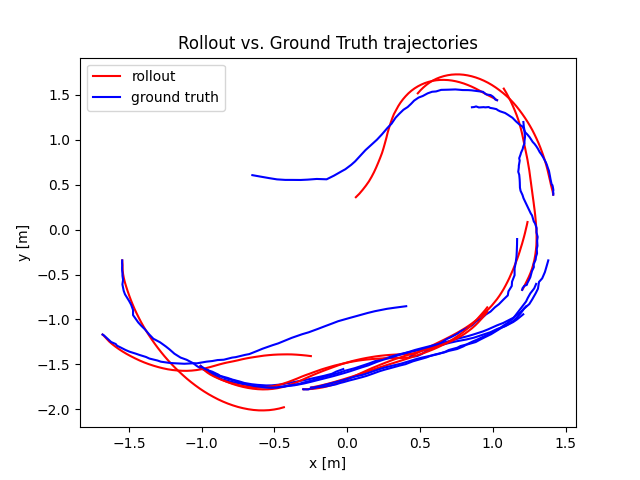 Rollout vs. Ground Truth trajectories
rollout
ground truth
1.5
1.0
0.5
0.0
−0.5
−1.0
−1.5
−2.0
y [m]
−1.5 −1.0 −0.5 0.0 0.5 1.0 1.5
x [m]